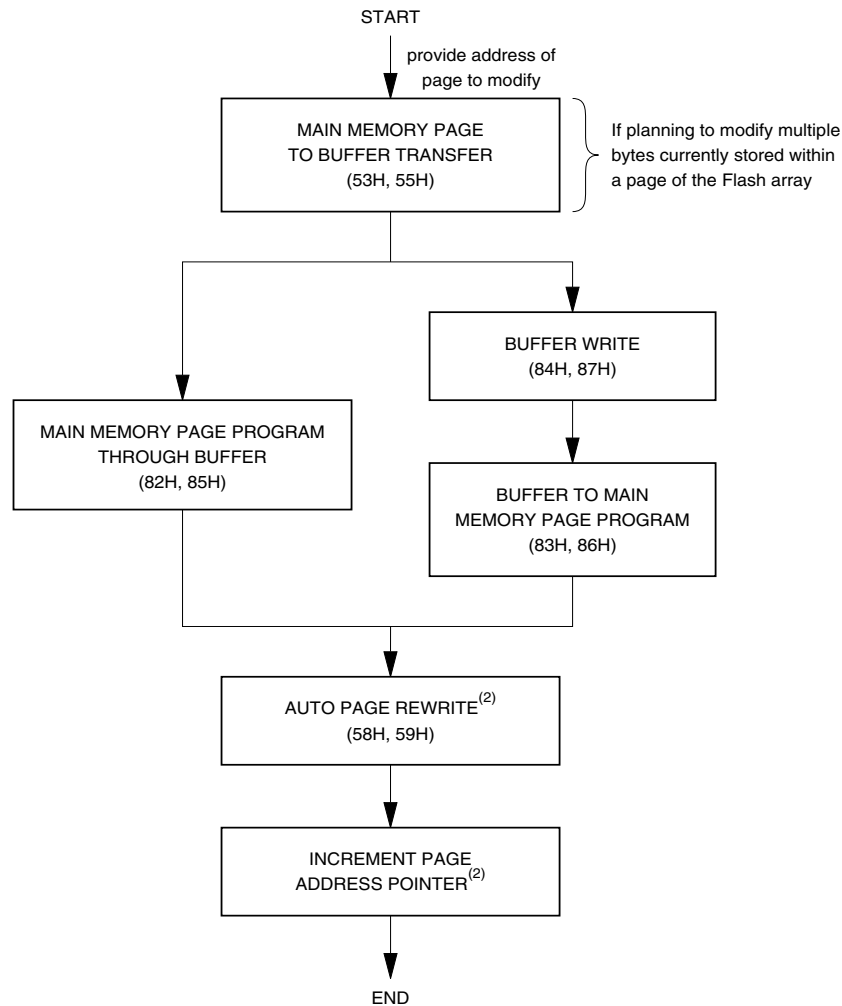 START
provide address of
page to modify
MAIN MEMORY PAGE
TO BUFFER TRANSFER
(53H, 55H)
If planning to modify multiple
bytes currently stored within
a page of the Flash array
BUFFER WRITE
(84H, 87H)
MAIN MEMORY PAGE PROGRAM
THROUGH BUFFER
(82H, 85H)
BUFFER TO MAIN
MEMORY PAGE PROGRAM
(83H, 86H)
AUTO PAGE REWRITE(2)
(58H, 59H)
INCREMENT PAGE
ADDRESS POINTER(2)
END